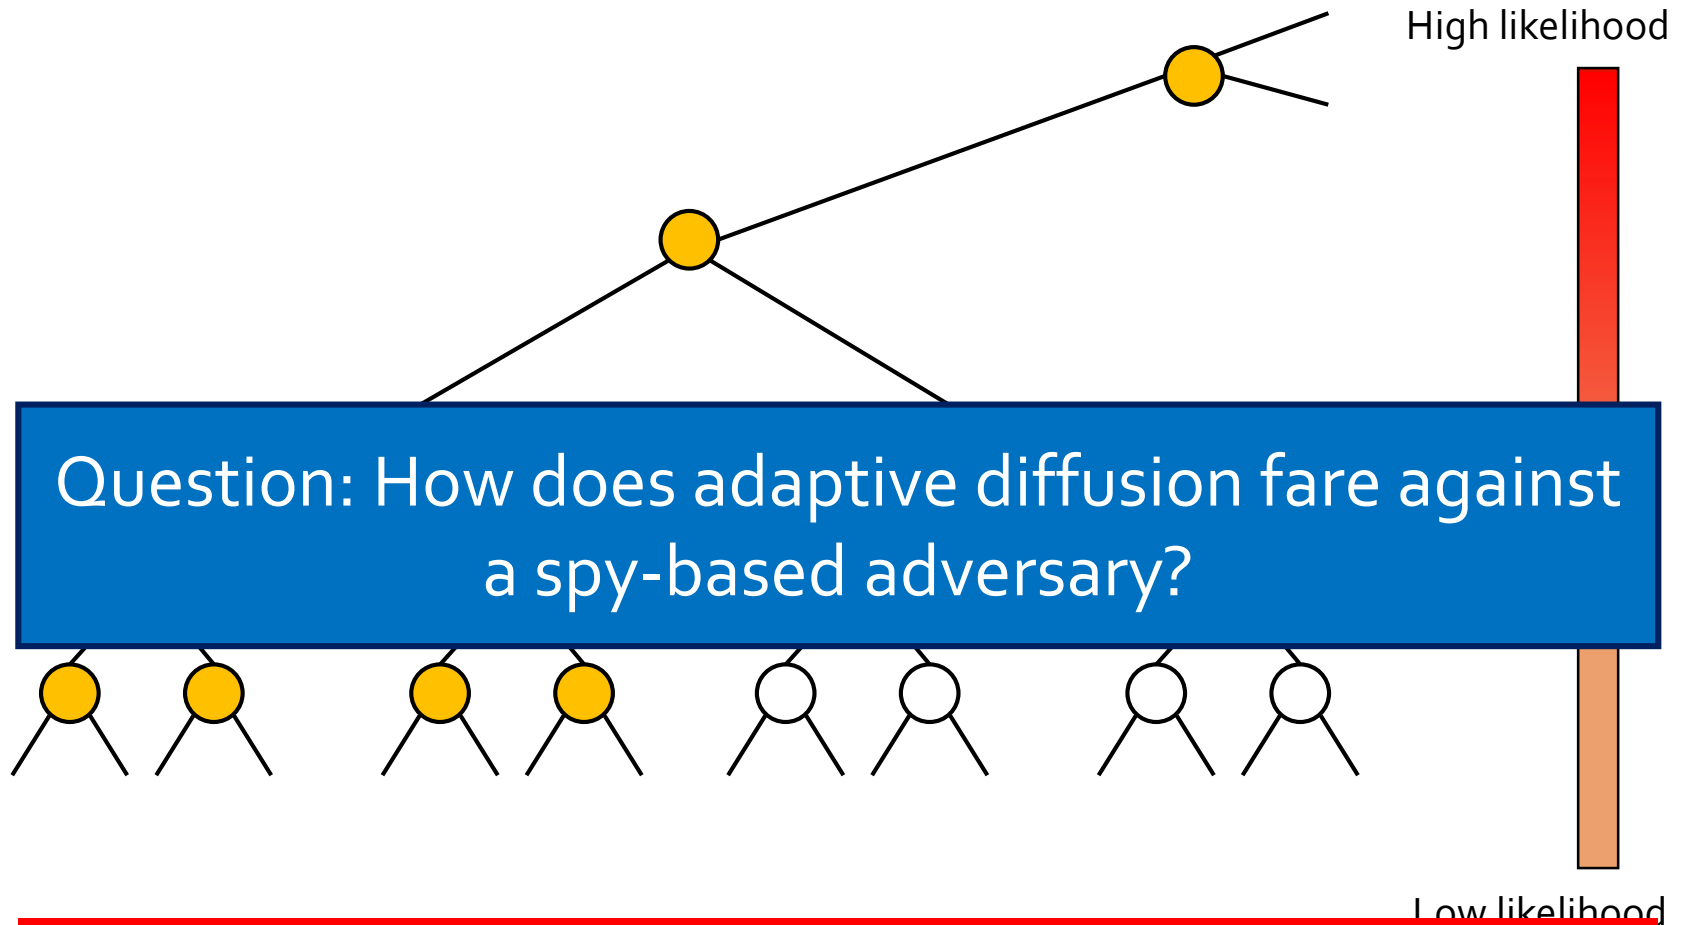 High likelihood
Question: How does adaptive diffusion fare against
a spy-based adversary?
Low likelihood